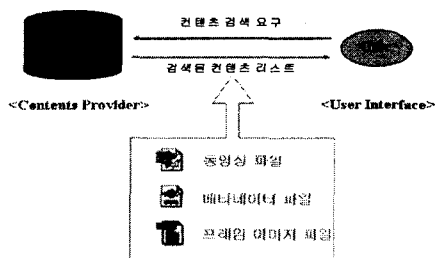 컨텐츠 검색 요구
검색된 컨텐츠 리스트
<Contents Provider>
<User Interface>
동영상 파일
메타데이터 파일
프레임 이미지 파일